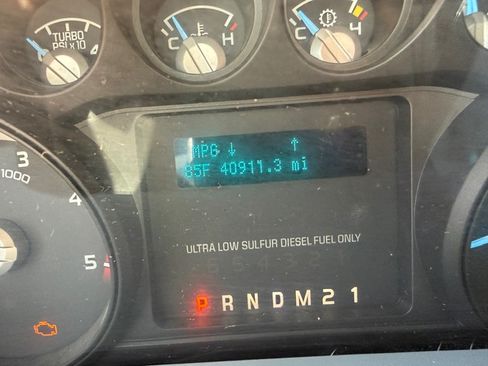 TURBO
PSI x 10
4
C H
C
MPG ↓ ↑
85F 40911.3 mi
3
1000
4
5
ULTRA LOW SULFUR DIESEL FUEL ONLY
P R N D M 2 1